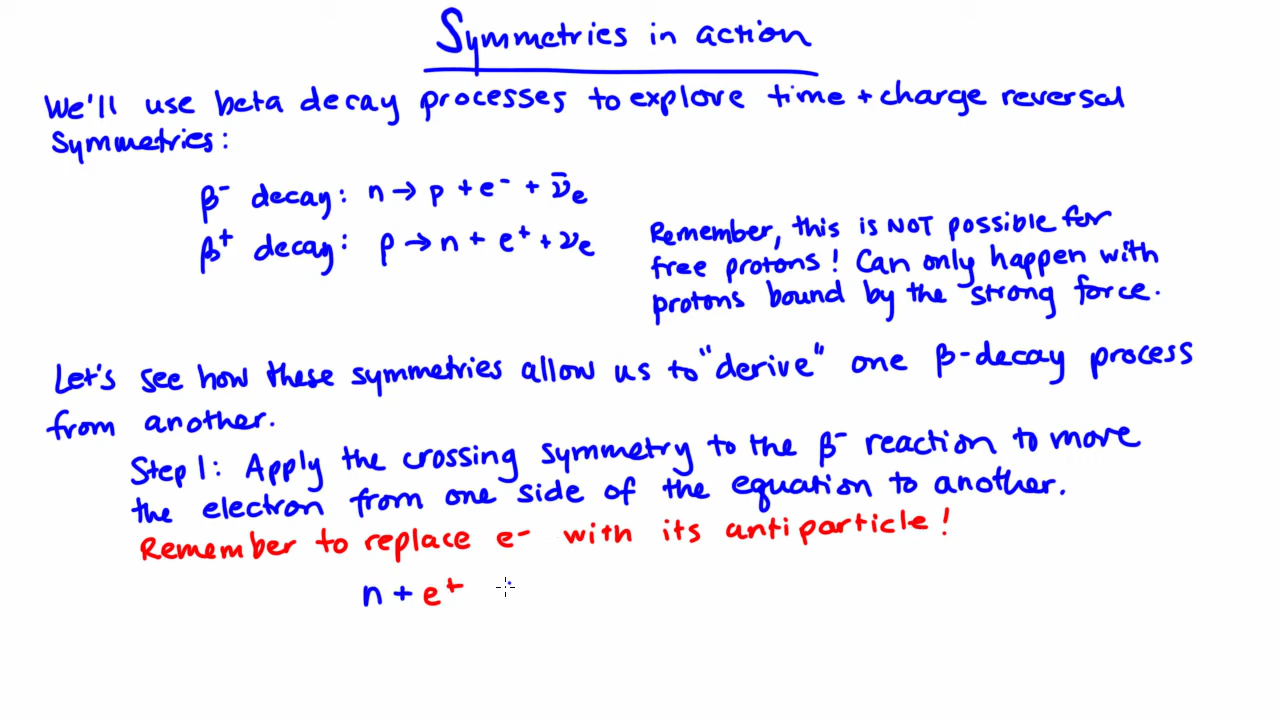 Symmetries in action
We'll use beta decay processes to explore time + charge reversal
Symmetries:
β⁻ decay: n → p + e⁻ + ν̄e
β⁺ decay: p → n + e⁺ + νe
Remember, this is NOT possible for
free protons! Can only happen with
protons bound by the strong force.
Let's see how these symmetries allow us to "derive" one β-decay process
from another.
Step 1: Apply the crossing symmetry to the β⁻ reaction to move
the electron from one side of the equation to another.
Remember to replace e⁻ with its antiparticle!
n + e⁺